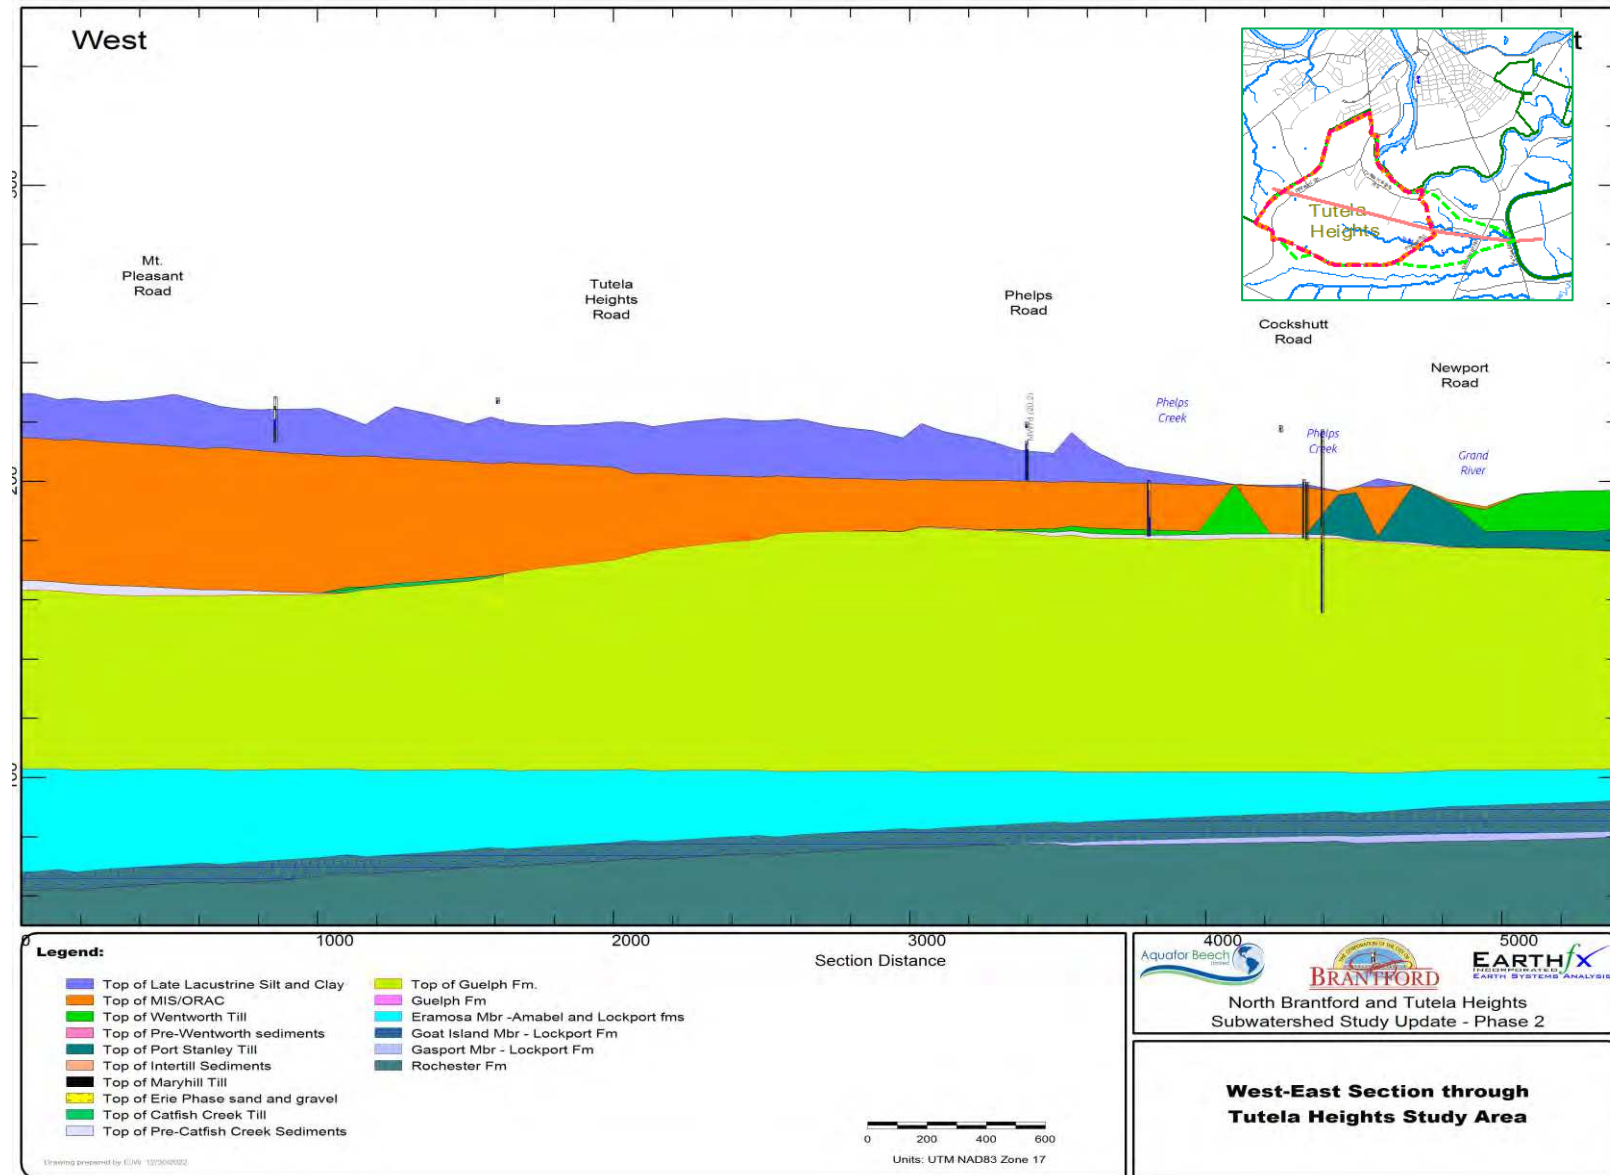 West
t
Tutela
Heights
Mt.
Pleasant
Road
Tutela
Heights
Road
Phelps
Road
Cockshutt
Road
Newport
Road
Phelps
Creek
Phelps
Creek
Grand
River
0
1000
2000
3000
4000
5000
Section Distance
Legend:
Top of Late Lacustrine Silt and Clay
Top of MIS/ORAC
Top of Wentworth Till
Top of Pre-Wentworth sediments
Top of Port Stanley Till
Top of Intertill Sediments
Top of Maryhill Till
Top of Erie Phase sand and gravel
Top of Catfish Creek Till
Top of Pre-Catfish Creek Sediments
Top of Guelph Fm.
Guelph Fm
Eramosa Mbr -Amabel and Lockport fms
Goat Island Mbr - Lockport Fm
Gasport Mbr - Lockport Fm
Rochester Fm
0 200 400 600
Units: UTM NAD83 Zone 17
Aquafor Beech
Limited
BRANTFORD
EARTHfx
INCORPORATED
EARTH SYSTEMS ANALYSIS
North Brantford and Tutela Heights
Subwatershed Study Update - Phase 2
West-East Section through
Tutela Heights Study Area